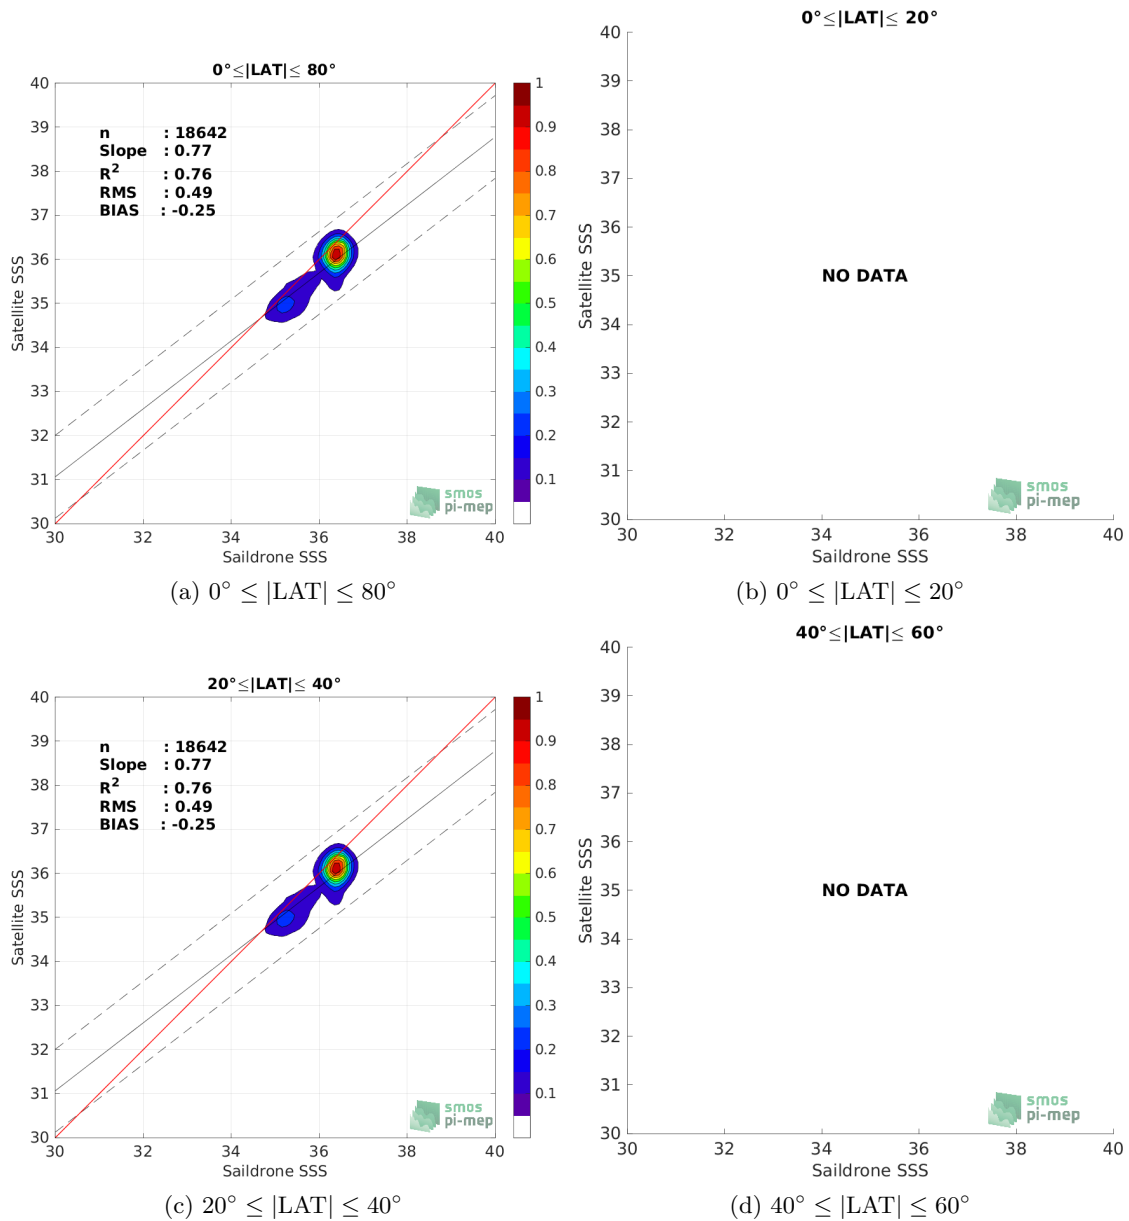 0°≤|LAT|≤ 80°
40
39
38
37
36
35
34
33
32
31
30
Satellite SSS
n : 18642
Slope : 0.77
R² : 0.76
RMS : 0.49
BIAS : -0.25
smos
pi-mep
30 32 34 36 38 40
Saildrone SSS
1
0.9
0.8
0.7
0.6
0.5
0.4
0.3
0.2
0.1
(a) 0° ≤ |LAT| ≤ 80°
0°≤|LAT|≤ 20°
40
39
38
37
36
35
34
33
32
31
30
Satellite SSS
NO DATA
smos
pi-mep
30 32 34 36 38 40
Saildrone SSS
(b) 0° ≤ |LAT| ≤ 20°
20°≤|LAT|≤ 40°
40
39
38
37
36
35
34
33
32
31
30
Satellite SSS
n : 18642
Slope : 0.77
R² : 0.76
RMS : 0.49
BIAS : -0.25
smos
pi-mep
30 32 34 36 38 40
Saildrone SSS
1
0.9
0.8
0.7
0.6
0.5
0.4
0.3
0.2
0.1
(c) 20° ≤ |LAT| ≤ 40°
40°≤|LAT|≤ 60°
40
39
38
37
36
35
34
33
32
31
30
Satellite SSS
NO DATA
smos
pi-mep
30 32 34 36 38 40
Saildrone SSS
(d) 40° ≤ |LAT| ≤ 60°